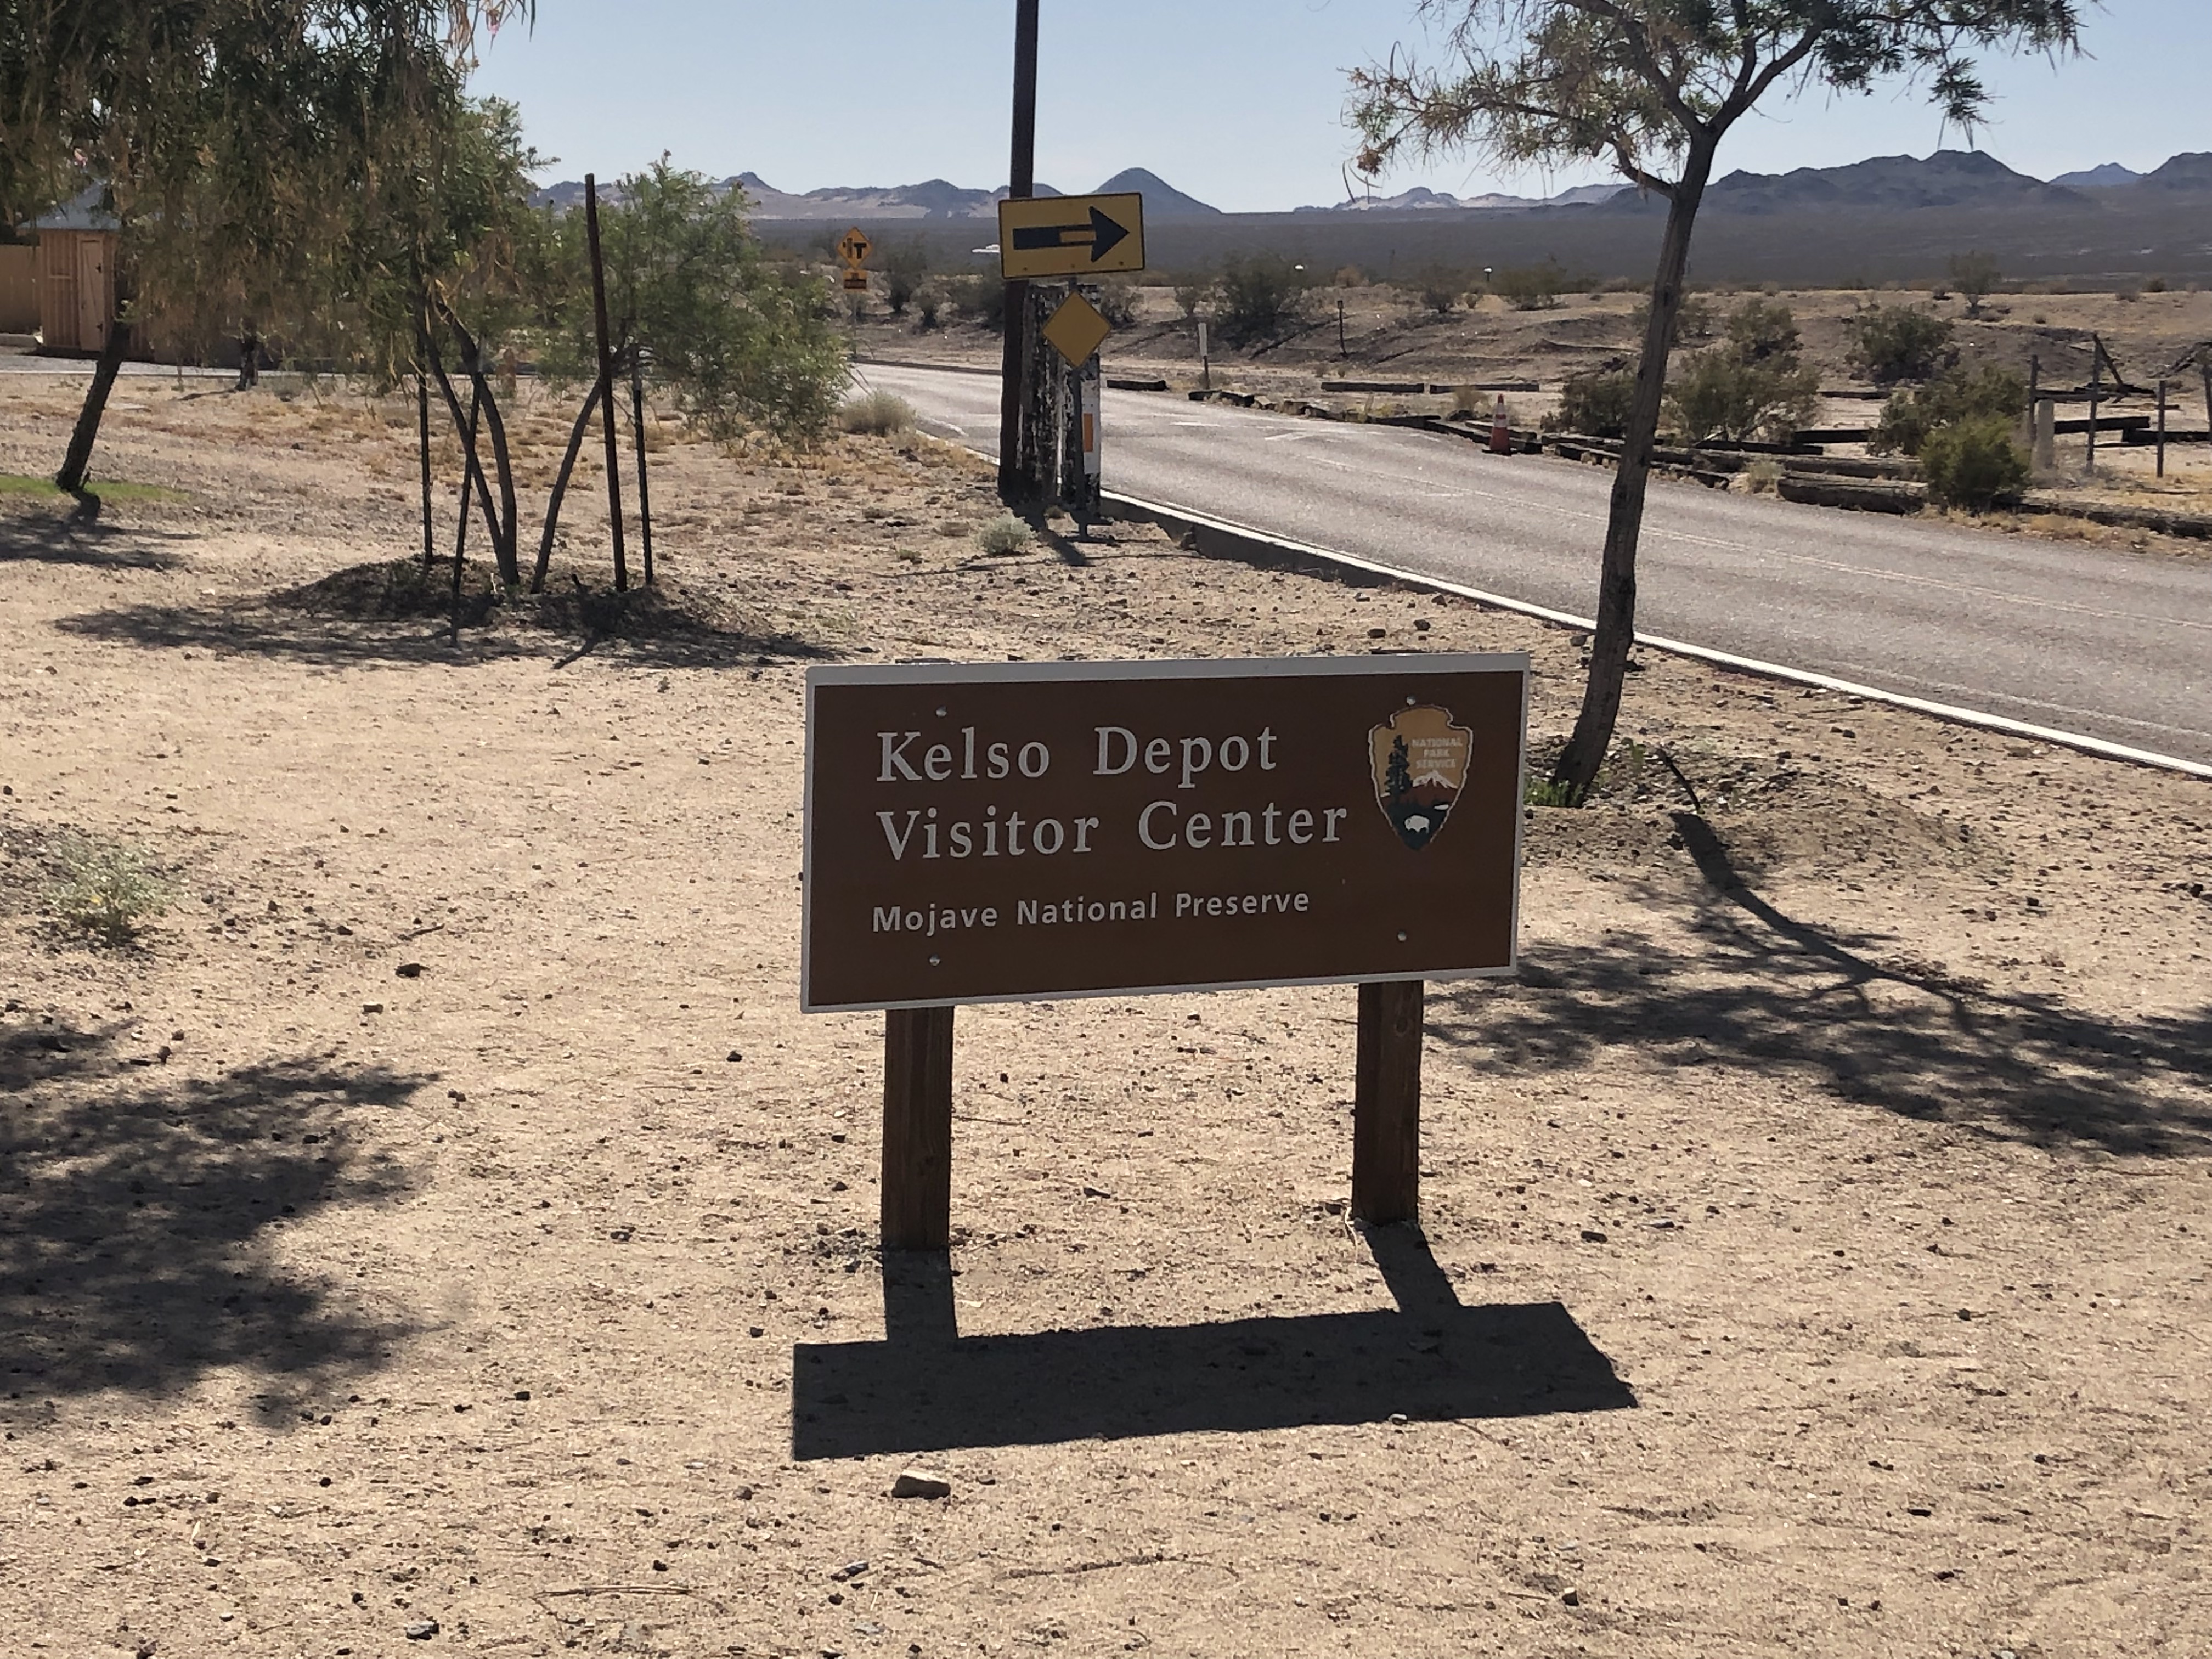 Kelso Depot
Visitor Center
Mojave National Preserve
NATIONAL
PARK
SERVICE